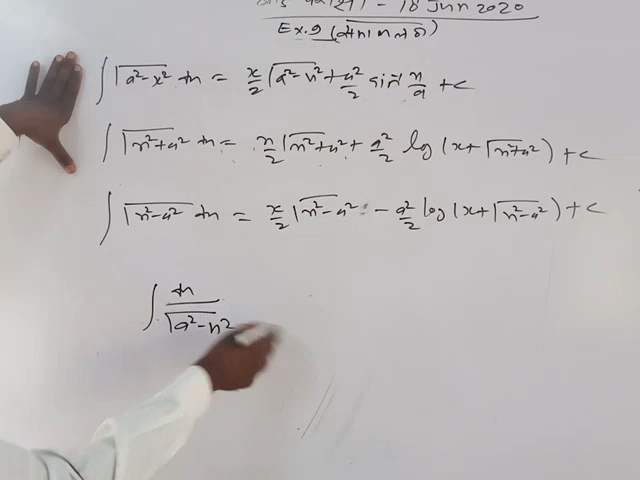 - 18 Jun 2020
Ex.9 (
∫√a²-x² dx = x/2 √a²-x² + a²/2 sin⁻¹ x/a + c
∫√x²+a² dx = x/2 √x²+a² + a²/2 log(x+√x²+a²) + c
∫√x²-a² dx = x/2 √x²-a² - a²/2 log(x+√x²-a²) + c
∫dx/√a²-x²